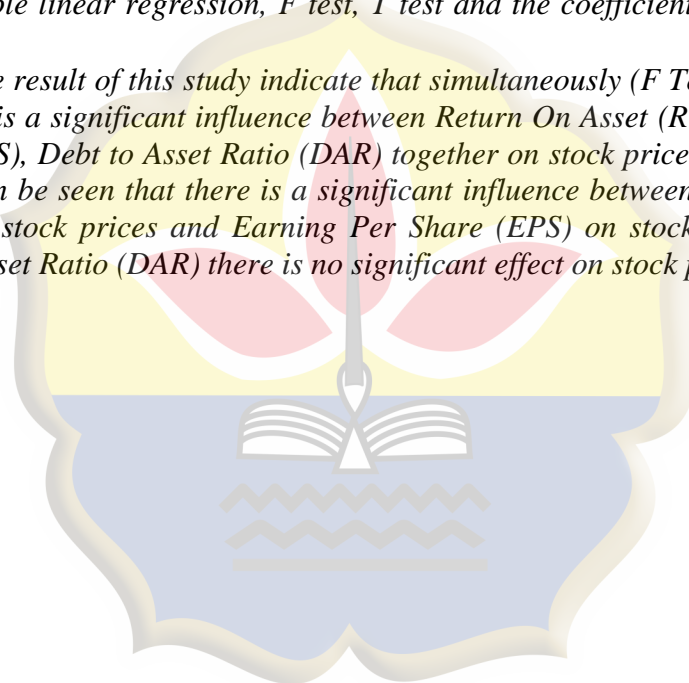 ple linear regression, F test, T test and the coefficient
e result of this study indicate that simultaneously (F Te
is a significant influence between Return On Asset (R
S), Debt to Asset Ratio (DAR) together on stock price
n be seen that there is a significant influence between
stock prices and Earning Per Share (EPS) on stock
set Ratio (DAR) there is no significant effect on stock p